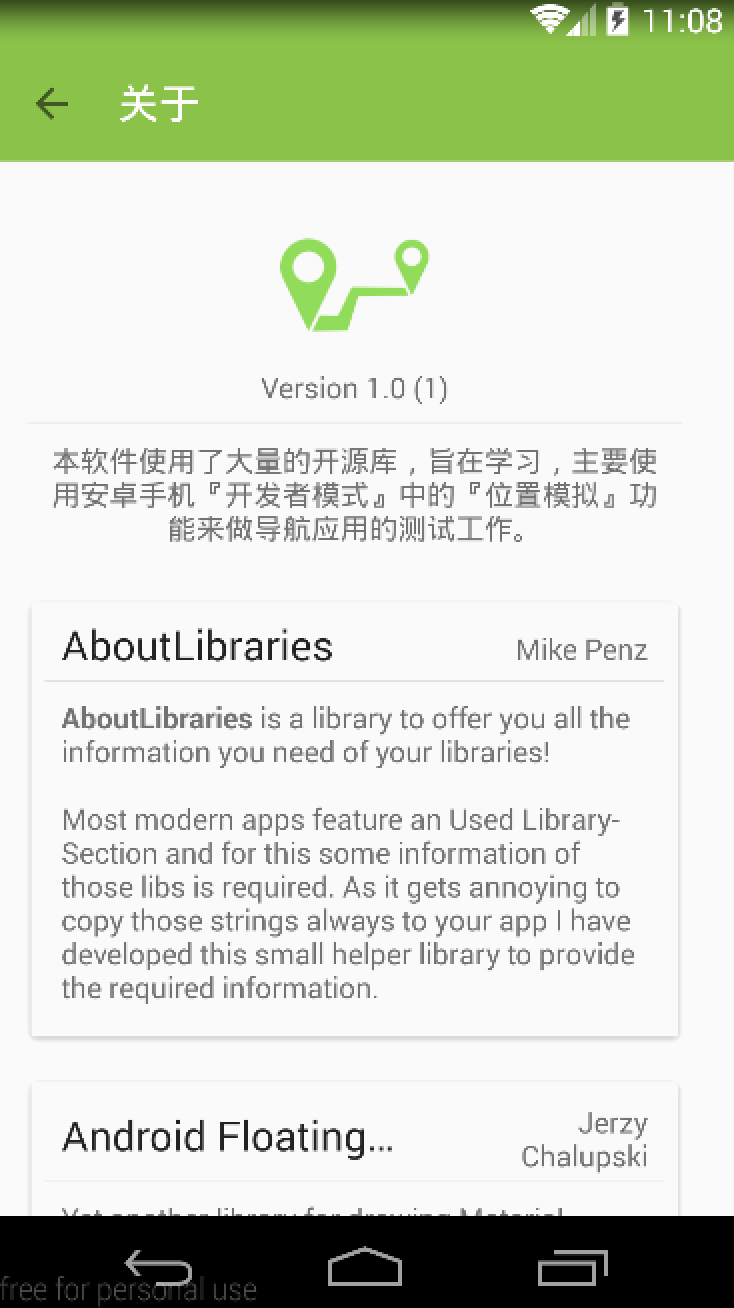 11:08
关于
Version 1.0 (1)
本软件使用了大量的开源库，旨在学习，主要使
用安卓手机『开发者模式』中的『位置模拟』功
能来做导航应用的测试工作。
AboutLibraries
Mike Penz
AboutLibraries is a library to offer you all the
information you need of your libraries!
Most modern apps feature an Used Library-
Section and for this some information of
those libs is required. As it gets annoying to
copy those strings always to your app I have
developed this small helper library to provide
the required information.
Android Floating...
Jerzy
Chalupski
Yet another library for drawing Material
free for personal use